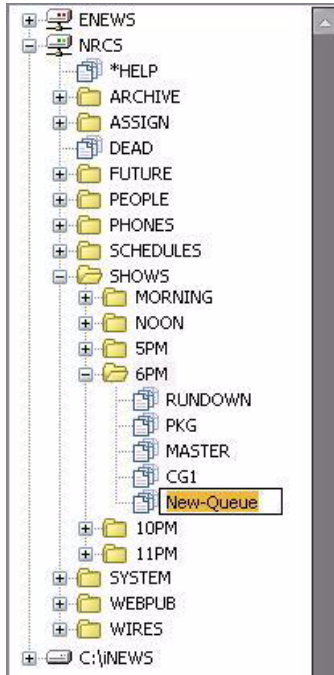 ENEWS
NRCS
*HELP
ARCHIVE
ASSIGN
DEAD
FUTURE
PEOPLE
PHONES
SCHEDULES
SHOWS
MORNING
NOON
5PM
6PM
RUNDOWN
PKG
MASTER
CG1
New-Queue
10PM
11PM
SYSTEM
WEBPUB
WIRES
C:\iNEWS